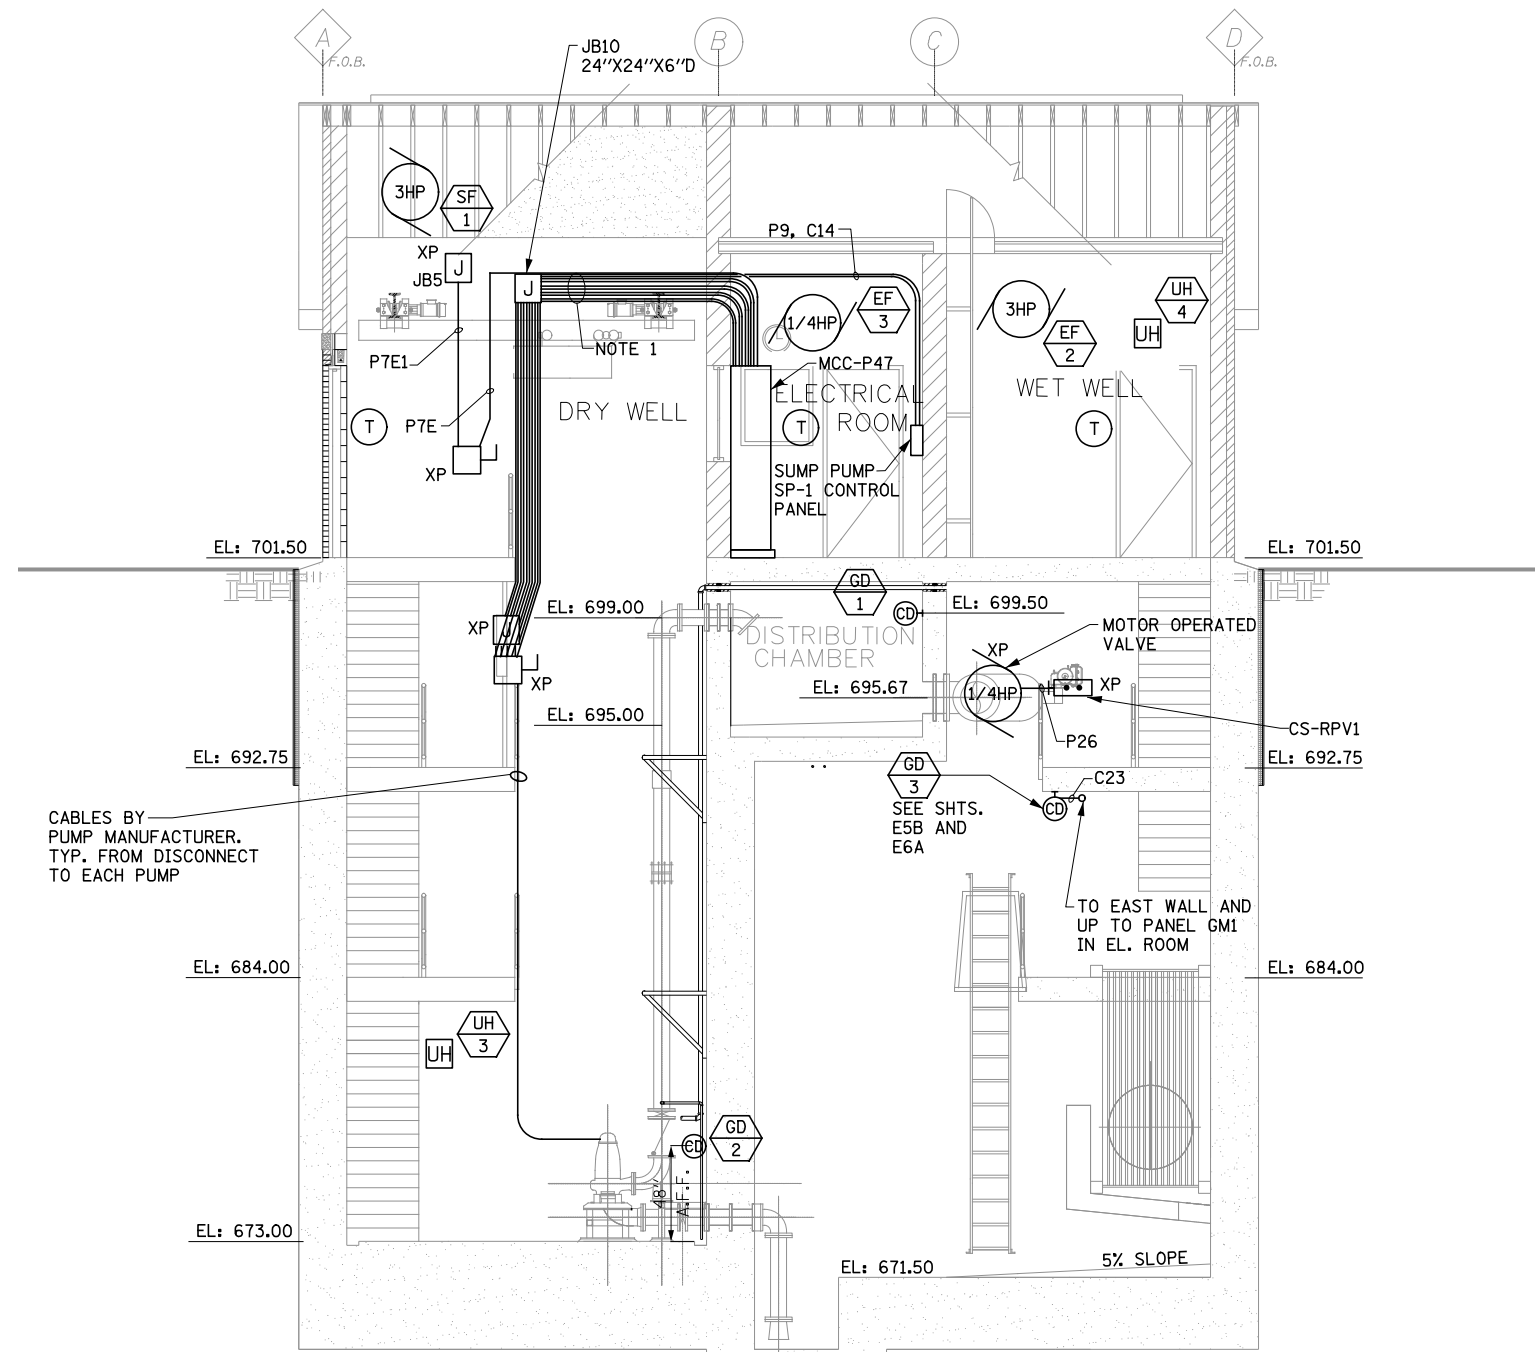 A
F.O.B.
B
C
D
F.O.B.
JB10
24"X24"X6"D
3HP
SF
1
XP
J
JB5
J
P9, C14
NOTE 1
P7E1
P7E
T
XP
DRY WELL
1/4HP
EF
3
L
MCC-P47
ELECTRICAL
ROOM
T
SUMP PUMP
SP-1 CONTROL
PANEL
3HP
EF
2
UH
4
UH
WET WELL
T
EL: 701.50
EL: 701.50
GD
1
CD
EL: 699.00
EL: 699.50
XP
J
XP
DISTRIBUTION
CHAMBER
MOTOR OPERATED
VALVE
XP
1/4HP
XP
EL: 695.67
EL: 695.00
CS-RPV1
P26
EL: 692.75
EL: 692.75
GD
3
SEE SHTS.
E5B AND
E6A
C23
CD
CABLES BY
PUMP MANUFACTURER.
TYP. FROM DISCONNECT
TO EACH PUMP
TO EAST WALL AND
UP TO PANEL GM1
IN EL. ROOM
EL: 684.00
EL: 684.00
UH
3
UH
GD
2
CD
48"
A.F.F.
EL: 673.00
EL: 671.50
5% SLOPE